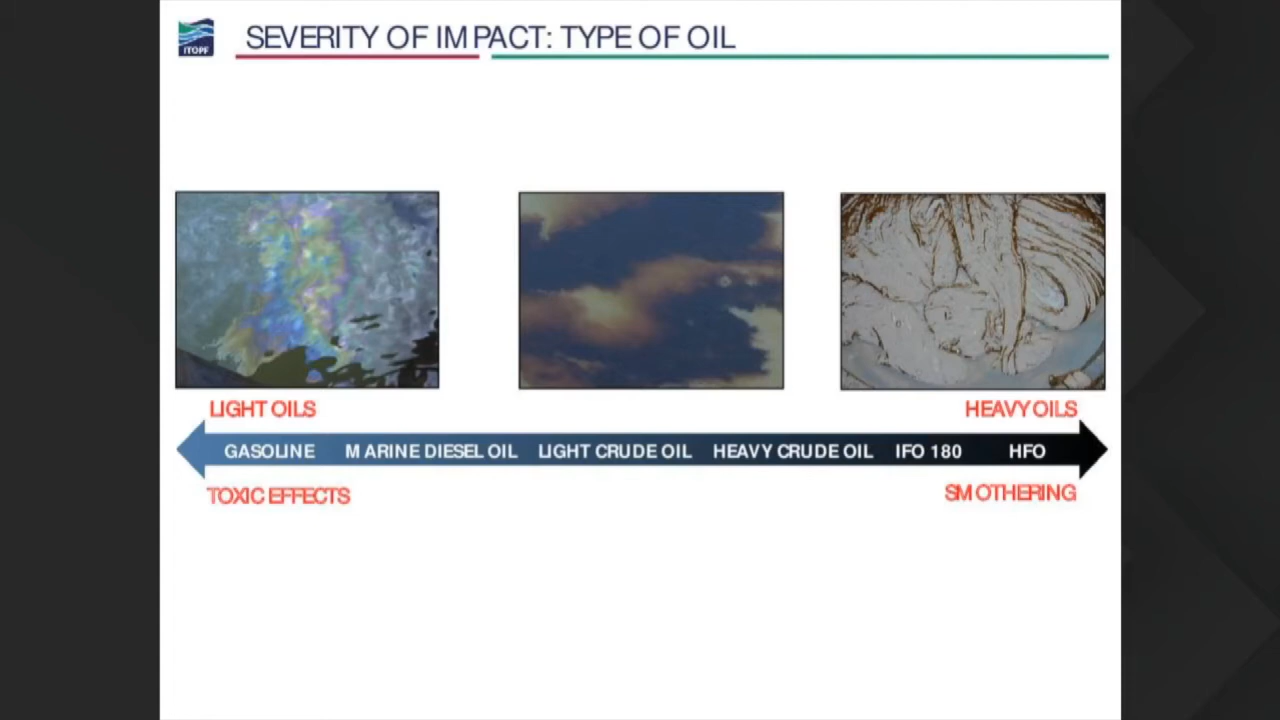 ITOPF
SEVERITY OF IMPACT: TYPE OF OIL
LIGHT OILS
HEAVY OILS
GASOLINE MARINE DIESEL OIL LIGHT CRUDE OIL HEAVY CRUDE OIL IFO 180 HFO
TOXIC EFFECTS
SMOTHERING